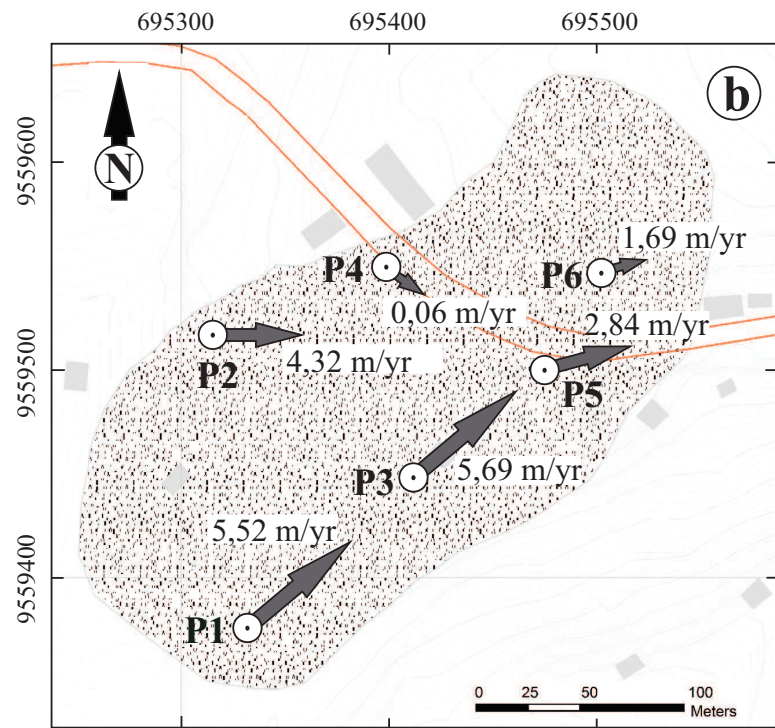 695300 695400 695500
b
9559600
N
1,69 m/yr
P4
P6
0,06 m/yr
2,84 m/yr
P2
4,32 m/yr
9559500
P5
P3
5,69 m/yr
5,52 m/yr
9559400
P1
0 25 50 100
Meters